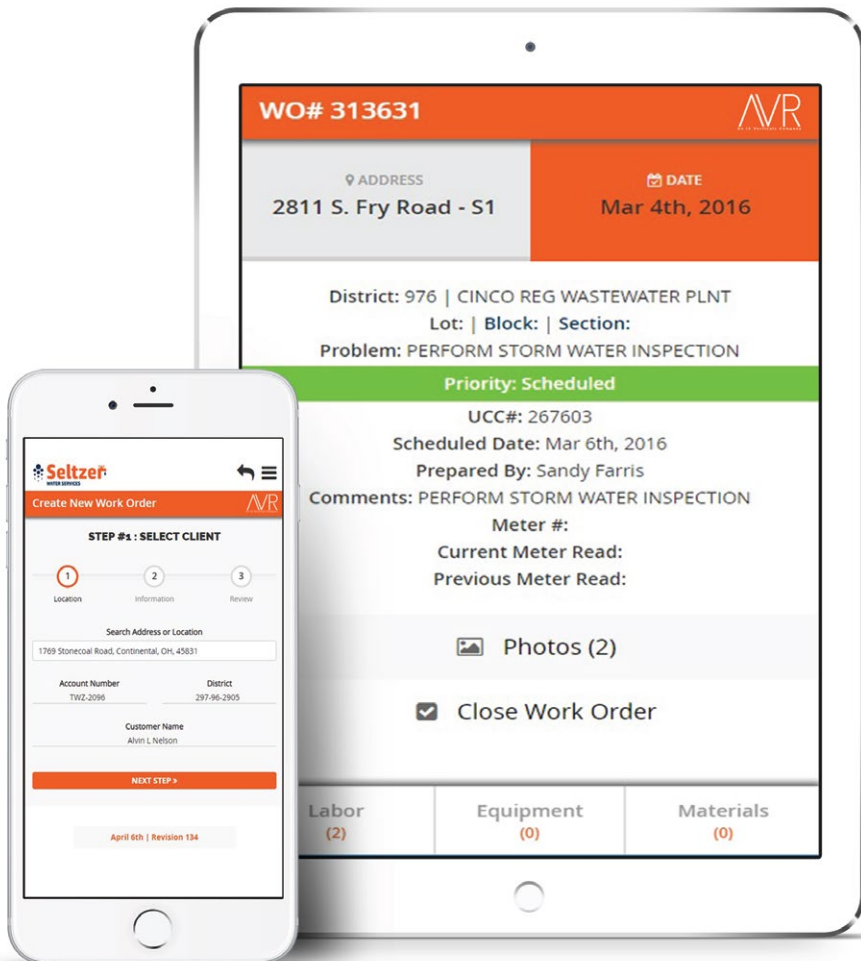 WO# 313631
AVR
ADDRESS
2811 S. Fry Road - S1
DATE
Mar 4th, 2016
District: 976 | CINCO REG WASTEWATER PLNT
Lot: | Block: | Section:
Problem: PERFORM STORM WATER INSPECTION
Priority: Scheduled
UCC#: 267603
Scheduled Date: Mar 6th, 2016
Prepared By: Sandy Farris
Comments: PERFORM STORM WATER INSPECTION
Meter #:
Current Meter Read:
Previous Meter Read:
Photos (2)
Close Work Order
Labor
(2)
Equipment
(0)
Materials
(0)
Seltzer
WATER SERVICES
Create New Work Order
AVR
STEP #1 : SELECT CLIENT
1
2
3
Location
Information
Review
Search Address or Location
1769 Stonecoal Road, Continental, OH, 45831
Account Number
TWZ-2096
District
297-96-2905
Customer Name
Alvin L Nelson
NEXT STEP >
April 6th | Revision 134